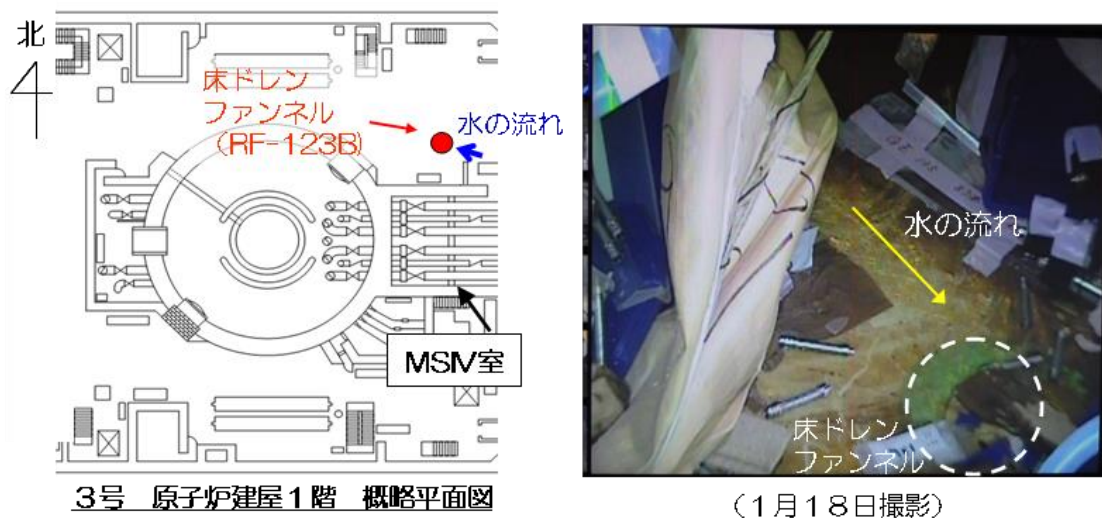 北
床ドレン
ファンネル
(RF-123B)
水の流れ
MSIV室
3号 原子炉建屋1階 概略平面図
水の流れ
床ドレン
ファンネル
(1月18日撮影)